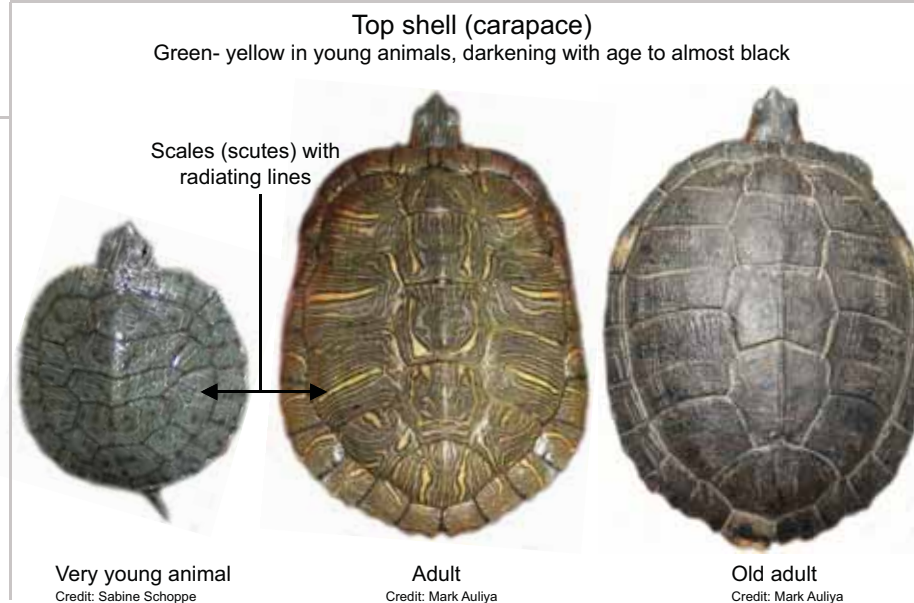 Top shell (carapace)
Green- yellow in young animals, darkening with age to almost black
Scales (scutes) with
radiating lines
Very young animal
Credit: Sabine Schoppe
Adult
Credit: Mark Auliya
Old adult
Credit: Mark Auliya